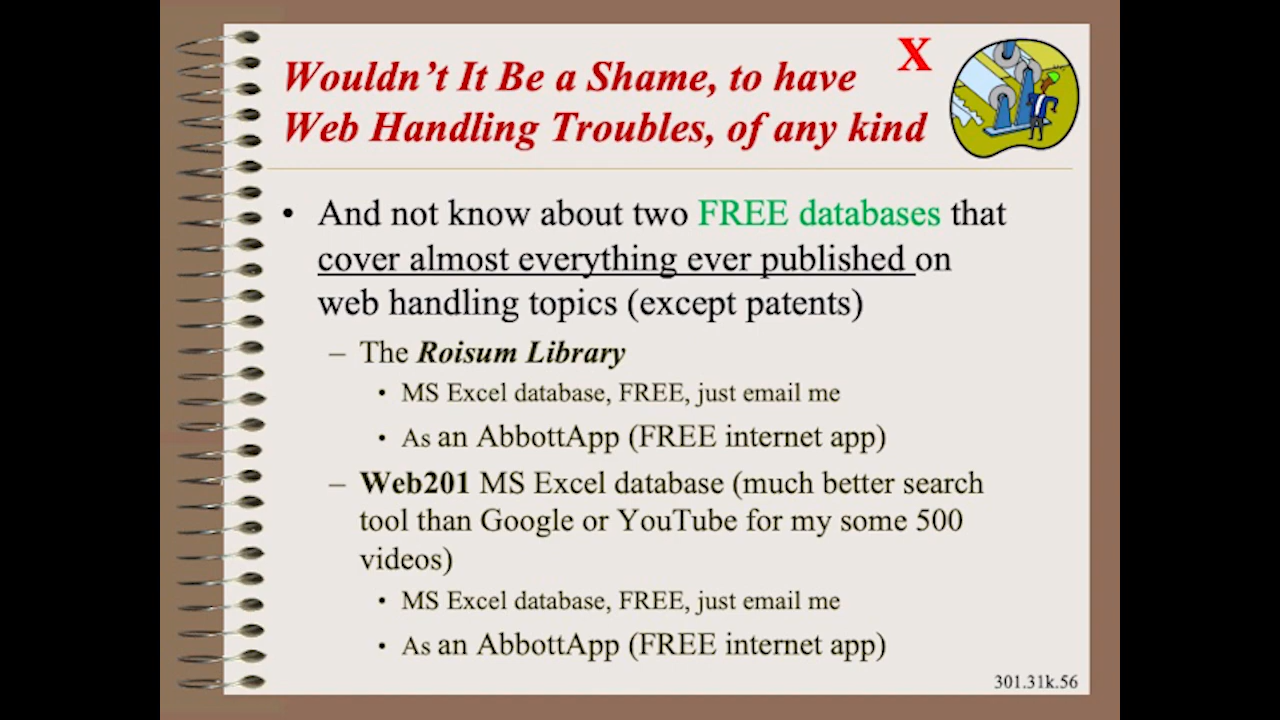 X
Wouldn't It Be a Shame, to have
Web Handling Troubles, of any kind
• And not know about two FREE databases that
cover almost everything ever published on
web handling topics (except patents)
– The Roisum Library
• MS Excel database, FREE, just email me
• As an AbbottApp (FREE internet app)
– Web201 MS Excel database (much better search
tool than Google or YouTube for my some 500
videos)
• MS Excel database, FREE, just email me
• As an AbbottApp (FREE internet app)
301.31k.56